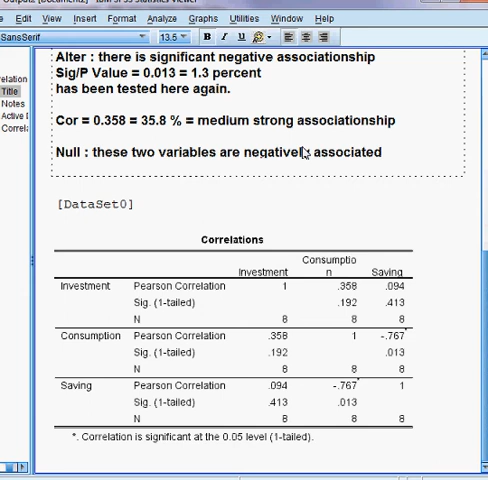 Edit View Insert Format Analyze Graphs Utilities Window Help
SansSerif 13.5 B I U
Alter : there is significant negative associationship
Sig/P Value = 0.013 = 1.3 percent
has been tested here again.
Cor = 0.358 = 35.8 % = medium strong associationship
Null : these two variables are negatively associated
relation
Title
Notes
Active D
Correla
[DataSet0]
Correlations
Investment Consumptio
n Saving
Investment Pearson Correlation 1 .358 .094
Sig. (1-tailed) .192 .413
N 8 8 8
Consumption Pearson Correlation .358 1 -.767*
Sig. (1-tailed) .192 .013
N 8 8 8
Saving Pearson Correlation .094 -.767* 1
Sig. (1-tailed) .413 .013
N 8 8 8
*. Correlation is significant at the 0.05 level (1-tailed).